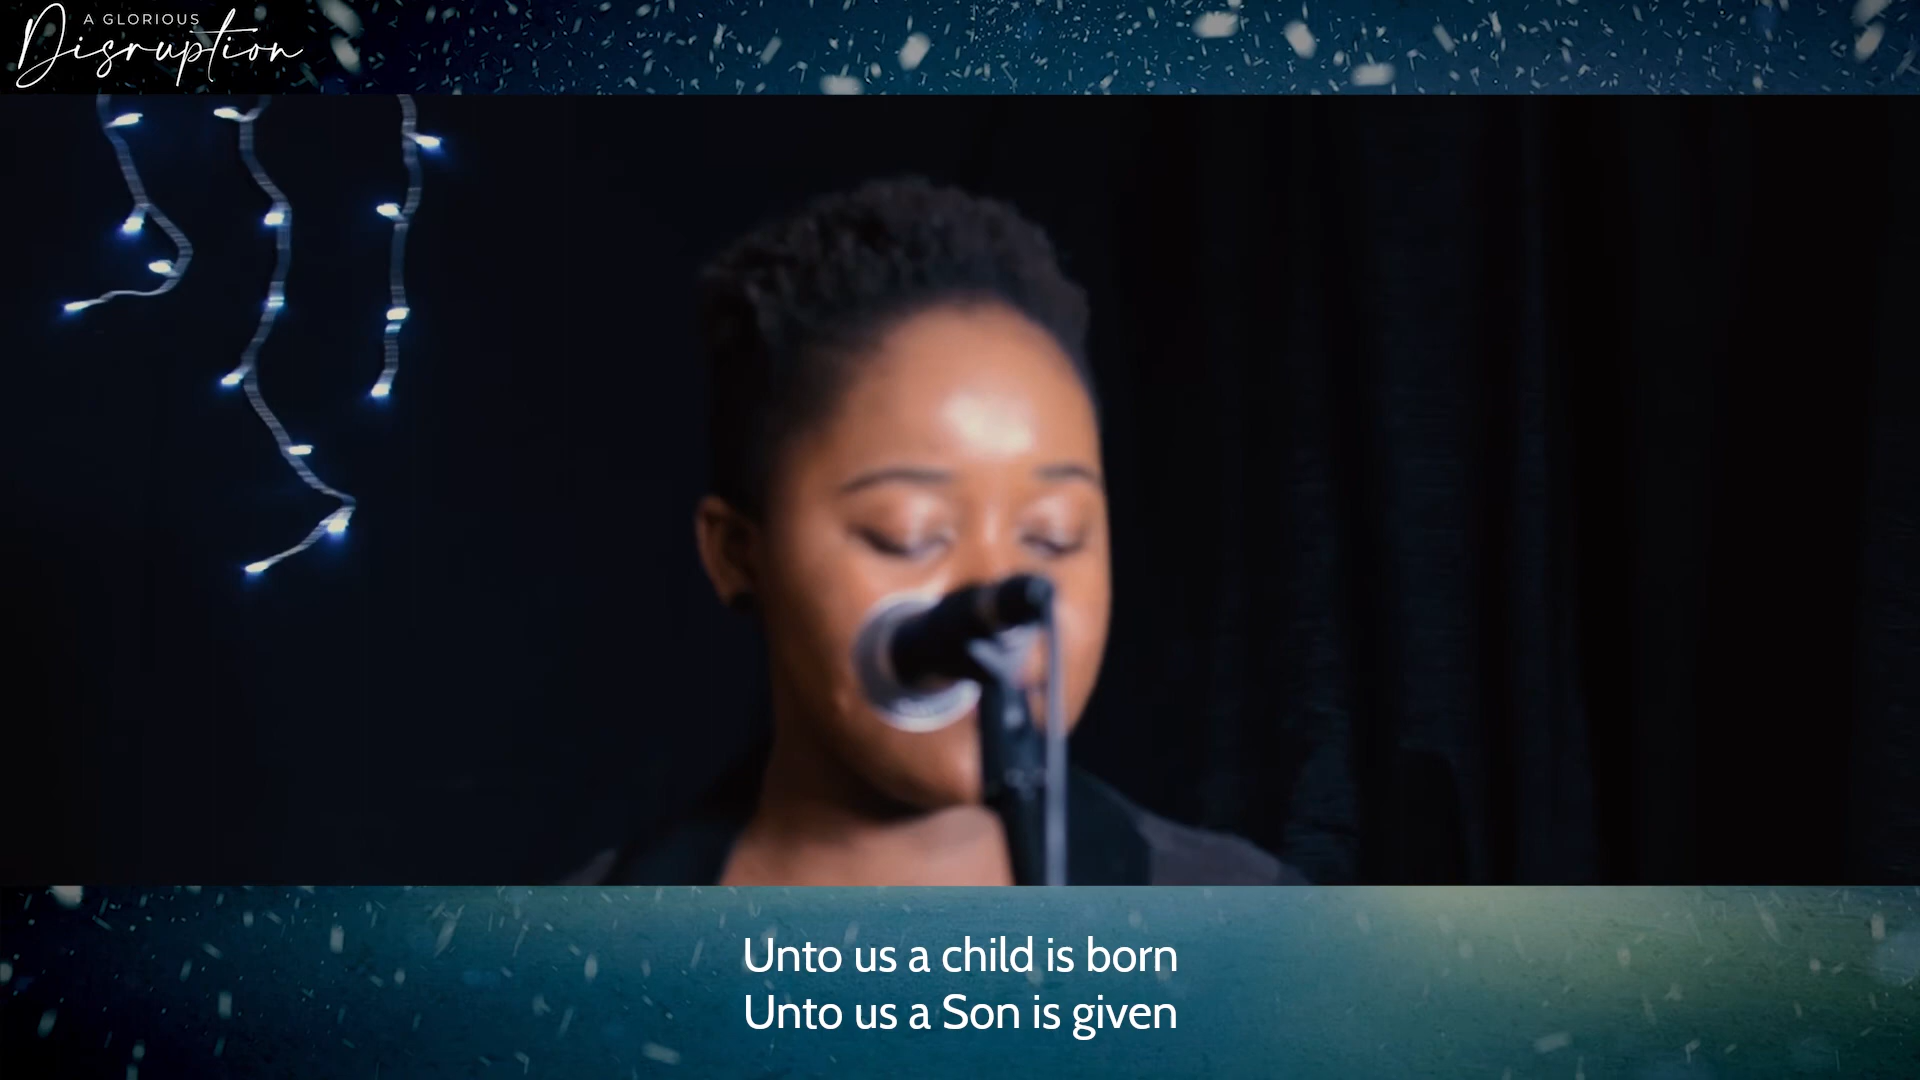 A GLORIOUS
Disruption
Unto us a child is born
Unto us a Son is given